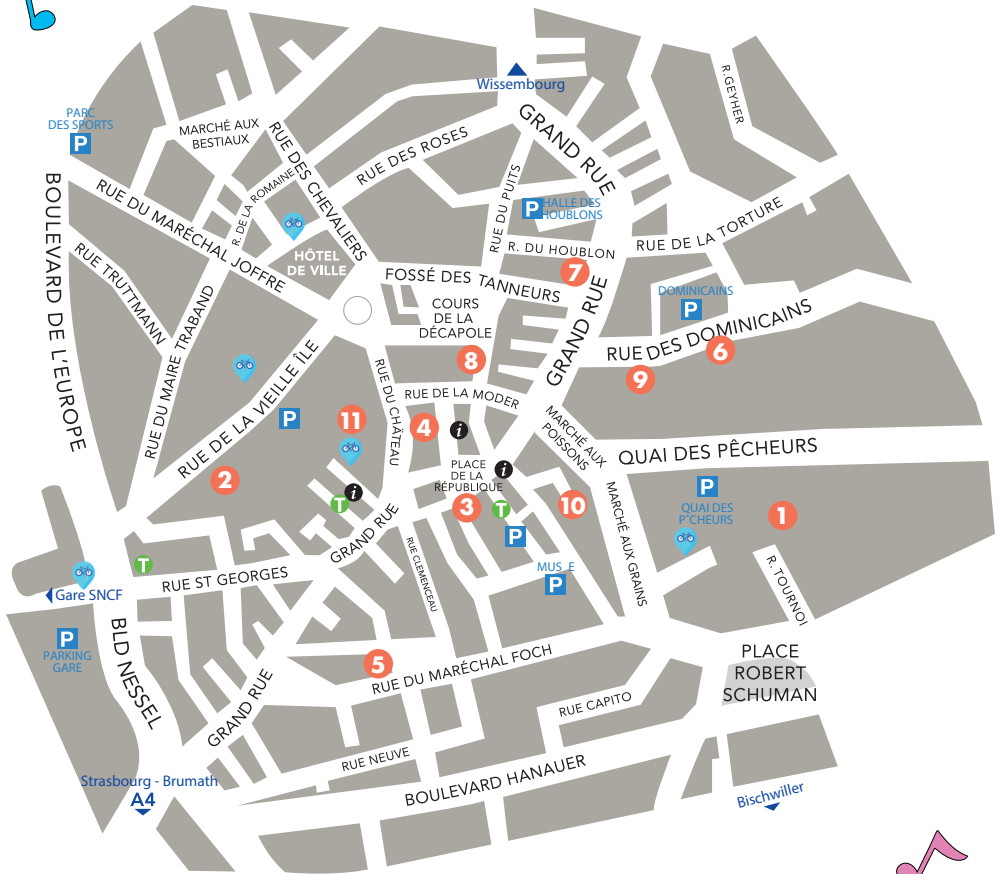 Wissembourg
R.GEYHER
PARC
DES SPORTS
P
MARCHÉ AUX
BESTIAUX
RUE DES CHEVALIERS
RUE DES ROSES
GRAND RUE
R. DE LA ROMAINE
RUE DU PUITS
P
HALLE DES
HOUBLONS
BOULEVARD DE L'EUROPE
RUE DU MARÉCHAL JOFFRE
RUE DE LA TORTURE
R. DU HOUBLON
7
HÔTEL
DE VILLE
FOSSÉ DES TANNEURS
RUE TRUTTMANN
DOMINICAINS
P
COURS
DE LA
DÉCAPOLE
GRAND RUE
RUE DES DOMINICAINS
6
9
8
RUE DU MAIRE TRABAND
RUE DE LA VIEILLE ÎLE
RUE DU CHÂTEAU
RUE DE LA MODER
P
11
4
i
MARCHÉ AUX
POISSONS
QUAI DES PÊCHEURS
2
PLACE
DE LA
RÉPUBLIQUE
i
3
T
i
T
10
P
QUAI DES
P¨CHEURS
1
MARCHÉ AUX GRAINS
GRAND RUE
P
RUE CLEMENCEAU
MUS E
P
T
RUE ST GEORGES
R. TOURNOI
Gare SNCF
P
PARKING
GARE
BLD NESSEL
5
RUE DU MARÉCHAL FOCH
PLACE
ROBERT
SCHUMAN
GRAND RUE
RUE CAPITO
RUE NEUVE
BOULEVARD HANAUER
Strasbourg - Brumath
A4
Bischwiller